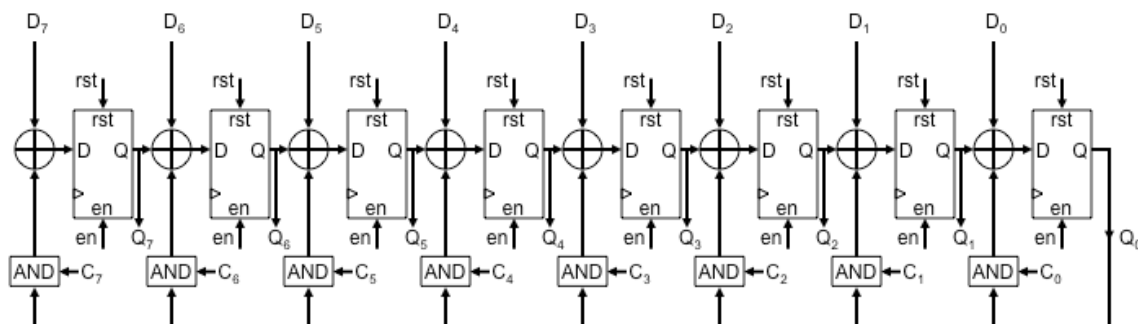 D7 D6 D5 D4 D3 D2 D1 D0
rst rst rst rst rst rst rst rst
rst rst rst rst rst rst rst rst
D Q D Q D Q D Q D Q D Q D Q D Q
en en en en en en en en
en Q7 en Q6 en Q5 en Q4 en Q3 en Q2 en Q1 en Q0
AND C7 AND C6 AND C5 AND C4 AND C3 AND C2 AND C1 AND C0